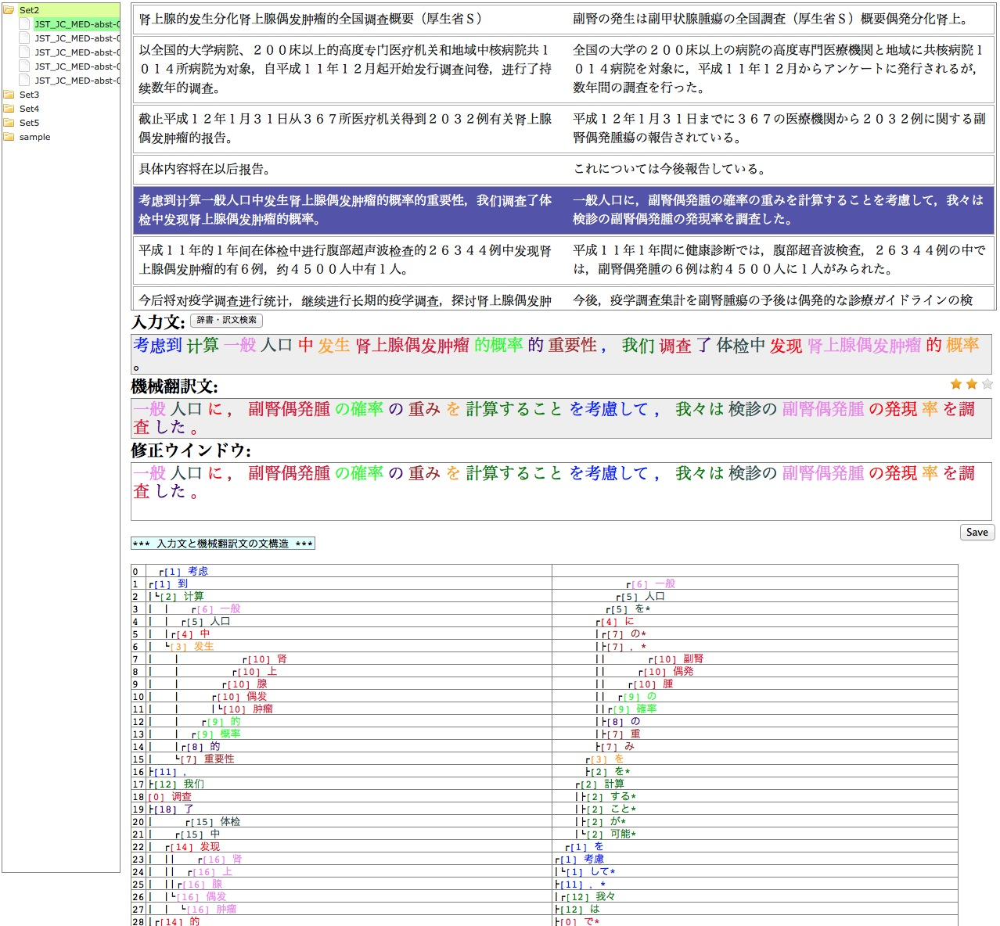 Set2
JST_JC_MED-abst-0
JST_JC_MED-abst-0
JST_JC_MED-abst-0
JST_JC_MED-abst-0
JST_JC_MED-abst-0
Set3
Set4
Set5
sample
肾上腺的发生分化肾上腺偶发肿瘤的全国调查概要（厚生省Ｓ）
副腎の発生は副甲状腺腫瘍の全国調査（厚生省Ｓ）概要偶発分化腎上。
以全国的大学病院、２００床以上的高度专门医疗机关和地域中核病院共１
０１４所病院为对象，自平成１１年１２月起开始发行调查问卷，进行了持
续数年的调查。
全国の大学の２００床以上の病院の高度専門医療機関と地域に共核病院１
０１４病院を対象に，平成１１年１２月からアンケートに発行されるが，
数年間の調査を行った。
截止平成１２年１月３１日从３６７所医疗机关得到２０３２例有关肾上腺
偶发肿瘤的报告。
平成１２年１月３１日までに３６７の医療機関から２０３２例に関する副
腎偶発腫瘍の報告されている。
具体内容将在以后报告。
これについては今後報告している。
考虑到计算一般人口中发生肾上腺偶发肿瘤的概率的重要性，我们调查了体
检中发现肾上腺偶发肿瘤的概率。
一般人口に，副腎偶発腫の確率の重みを計算することを考慮して，我々は
検診の副腎偶発腫の発現率を調査した。
平成１１年的１年间在体检中进行腹部超声波检查的２６３４４例中发现肾
上腺偶发肿瘤的有６例，约４５００人中有１人。
平成１１年１年間に健康診断では，腹部超音波検査，２６３４４例の中で
は，副腎偶発腫の６例は約４５００人に１人がみられた。
今后将对疫学调查进行统计，继续进行长期的疫学调查，探讨肾上腺偶发肿
今後，疫学調査集計を副腎腫瘍の予後は偶発的な診療ガイドラインの検
入力文: 辞書・訳文検索
考虑到 计算 一般 人口 中 发生 肾上腺偶发肿瘤 的概率 的 重要性 ， 我们 调查 了 体检中 发现 肾上腺偶发肿瘤 的 概率
。
機械翻訳文:
一般 人口 に ， 副腎偶発腫 の確率 の 重み を 計算すること を考慮して ， 我々は 検診の 副腎偶発腫 の発現 率 を調
査 した 。
修正ウインドウ:
一般 人口 に ， 副腎偶発腫 の確率 の 重み を 計算すること を考慮して ， 我々は 検診の 副腎偶発腫 の発現 率 を調
査 した 。
Save
*** 入力文と機械翻訳文の文構造 ***
0 [1] 考虑
1 [1] 到 [6] 一般
2 [2] 计算 [5] 人口
3 [6] 一般 [5] を*
4 [5] 人口 [4] に
5 [4] 中 [7] の*
6 [3] 发生 [7] ，*
7 [10] 肾 [10] 副腎
8 [10] 上 [10] 偶発
9 [10] 腺 [10] 腫
10 [10] 偶发 [9] の
11 [10] 肿瘤 [9] 確率
12 [9] 的 [8] の
13 [9] 概率 [7] 重
14 [8] 的 [7] み
15 [7] 重要性 [3] を
16 [11] ， [2] を*
17 [12] 我们 [2] 計算
18 [0] 调查 [2] する*
19 [18] 了 [2] こと*
20 [15] 体检 [2] が*
21 [15] 中 [2] 可能*
22 [14] 发现 [1] を
23 [16] 肾 [1] 考慮
24 [16] 上 [1] して*
25 [16] 腺 [11] ，*
26 [16] 偶发 [12] 我々
27 [16] 肿瘤 [12] は
28 [14] 的 [0] で*